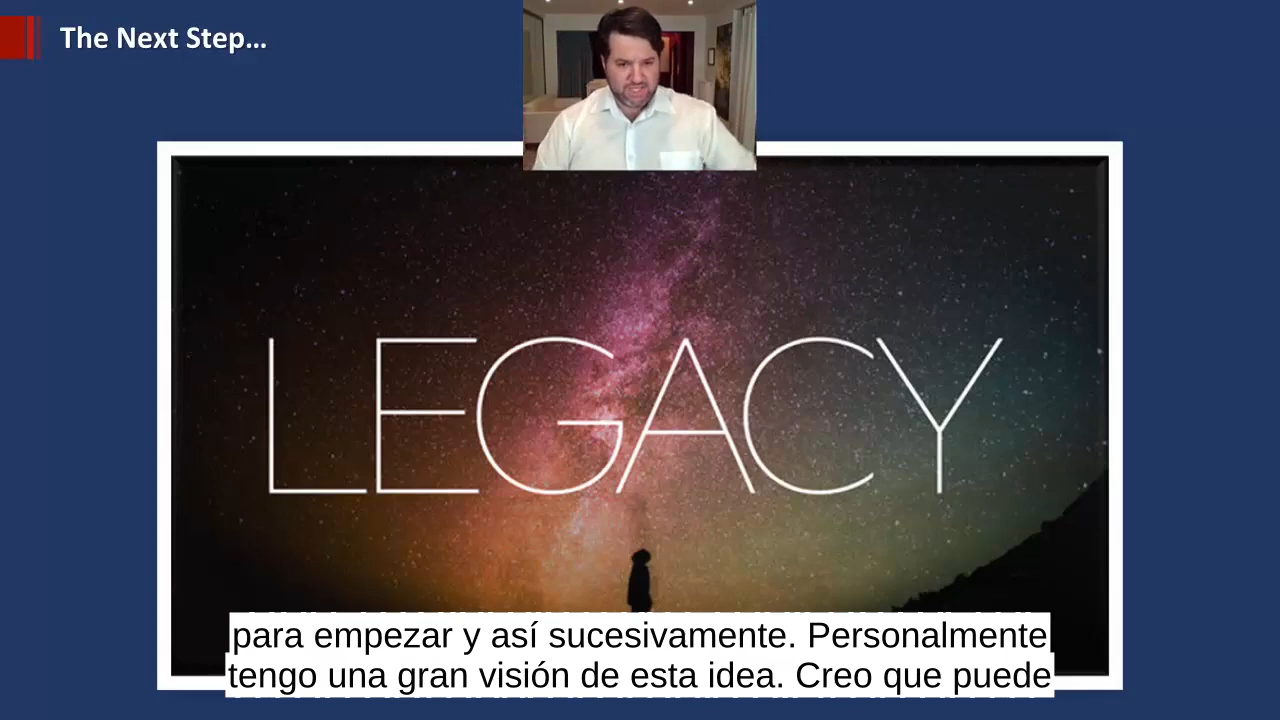 The Next Step...
LEGACY
para empezar y así sucesivamente. Personalmente
tengo una gran visión de esta idea. Creo que puede